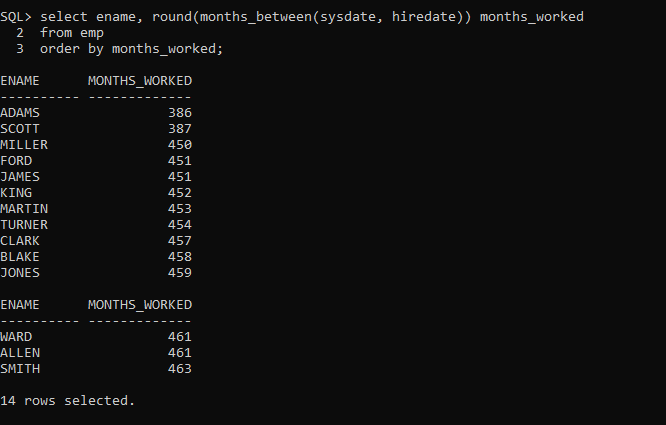 SQL> select ename, round(months_between(sysdate, hiredate)) months_worked
  2  from emp
  3  order by months_worked;

ENAME      MONTHS_WORKED
---------- -------------
ADAMS                386
SCOTT                387
MILLER               450
FORD                 451
JAMES                451
KING                 452
MARTIN               453
TURNER               454
CLARK                457
BLAKE                458
JONES                459

ENAME      MONTHS_WORKED
---------- -------------
WARD                 461
ALLEN                461
SMITH                463

14 rows selected.